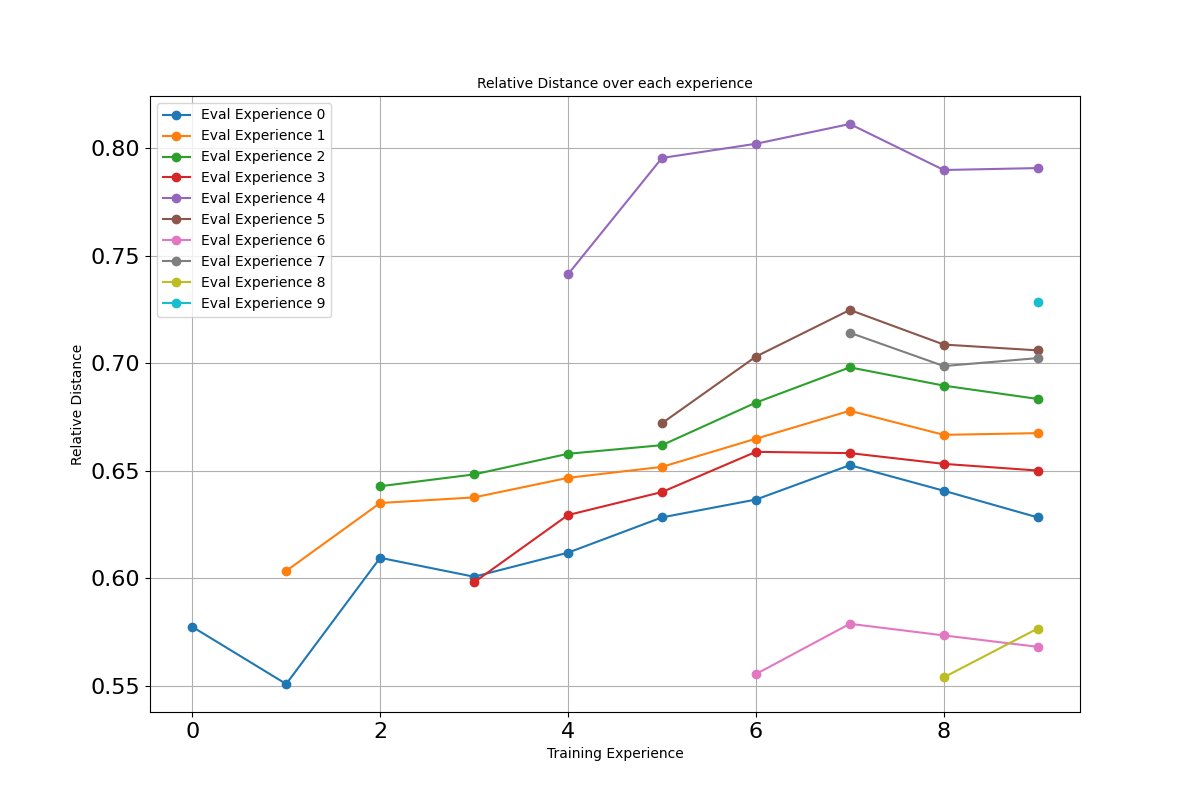 Relative Distance over each experience
Eval Experience 0
Eval Experience 1
Eval Experience 2
Eval Experience 3
Eval Experience 4
Eval Experience 5
Eval Experience 6
Eval Experience 7
Eval Experience 8
Eval Experience 9
0.80
0.75
0.70
0.65
0.60
0.55
Relative Distance
0 2 4 6 8
Training Experience